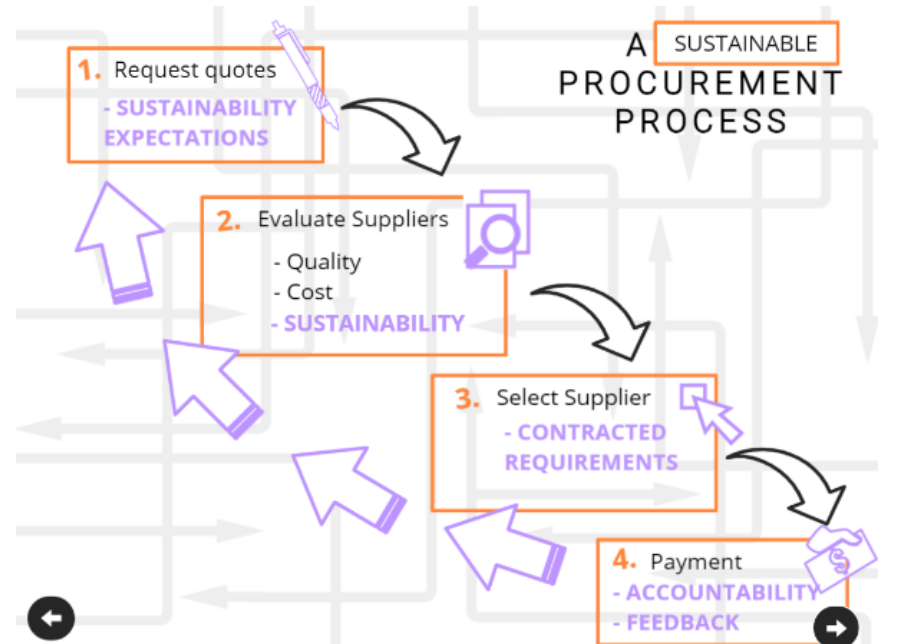 A SUSTAINABLE
PROCUREMENT
PROCESS
1. Request quotes
- SUSTAINABILITY
EXPECTATIONS
2. Evaluate Suppliers
- Quality
- Cost
- SUSTAINABILITY
3. Select Supplier
- CONTRACTED
REQUIREMENTS
4. Payment
- ACCOUNTABILITY
- FEEDBACK
$